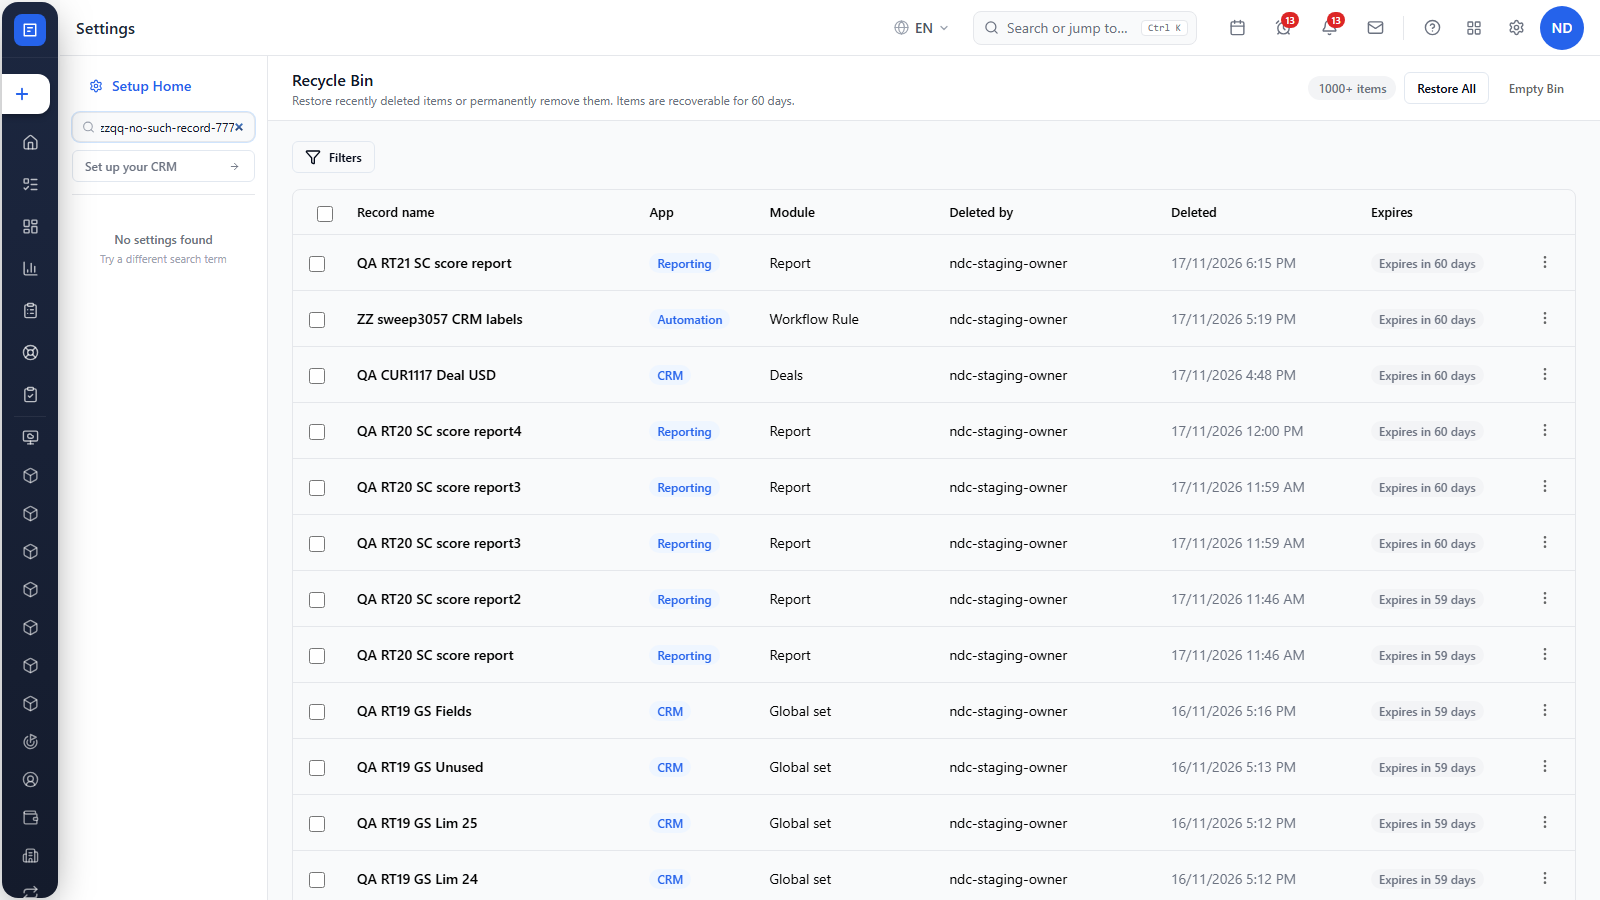 Settings
EN
Search or jump to...
Ctrl K
13
13
ND
Setup Home
zzqq-no-such-record-777
Set up your CRM
No settings found
Try a different search term
Recycle Bin
Restore recently deleted items or permanently remove them. Items are recoverable for 60 days.
1000+ items
Restore All
Empty Bin
Filters
Record name App Module Deleted by Deleted Expires
QA RT21 SC score report Reporting Report ndc-staging-owner 17/11/2026 6:15 PM Expires in 60 days
ZZ sweep3057 CRM labels Automation Workflow Rule ndc-staging-owner 17/11/2026 5:19 PM Expires in 60 days
QA CUR1117 Deal USD CRM Deals ndc-staging-owner 17/11/2026 4:48 PM Expires in 60 days
QA RT20 SC score report4 Reporting Report ndc-staging-owner 17/11/2026 12:00 PM Expires in 60 days
QA RT20 SC score report3 Reporting Report ndc-staging-owner 17/11/2026 11:59 AM Expires in 60 days
QA RT20 SC score report3 Reporting Report ndc-staging-owner 17/11/2026 11:59 AM Expires in 60 days
QA RT20 SC score report2 Reporting Report ndc-staging-owner 17/11/2026 11:46 AM Expires in 59 days
QA RT20 SC score report Reporting Report ndc-staging-owner 17/11/2026 11:46 AM Expires in 59 days
QA RT19 GS Fields CRM Global set ndc-staging-owner 16/11/2026 5:16 PM Expires in 59 days
QA RT19 GS Unused CRM Global set ndc-staging-owner 16/11/2026 5:13 PM Expires in 59 days
QA RT19 GS Lim 25 CRM Global set ndc-staging-owner 16/11/2026 5:12 PM Expires in 59 days
QA RT19 GS Lim 24 CRM Global set ndc-staging-owner 16/11/2026 5:12 PM Expires in 59 days